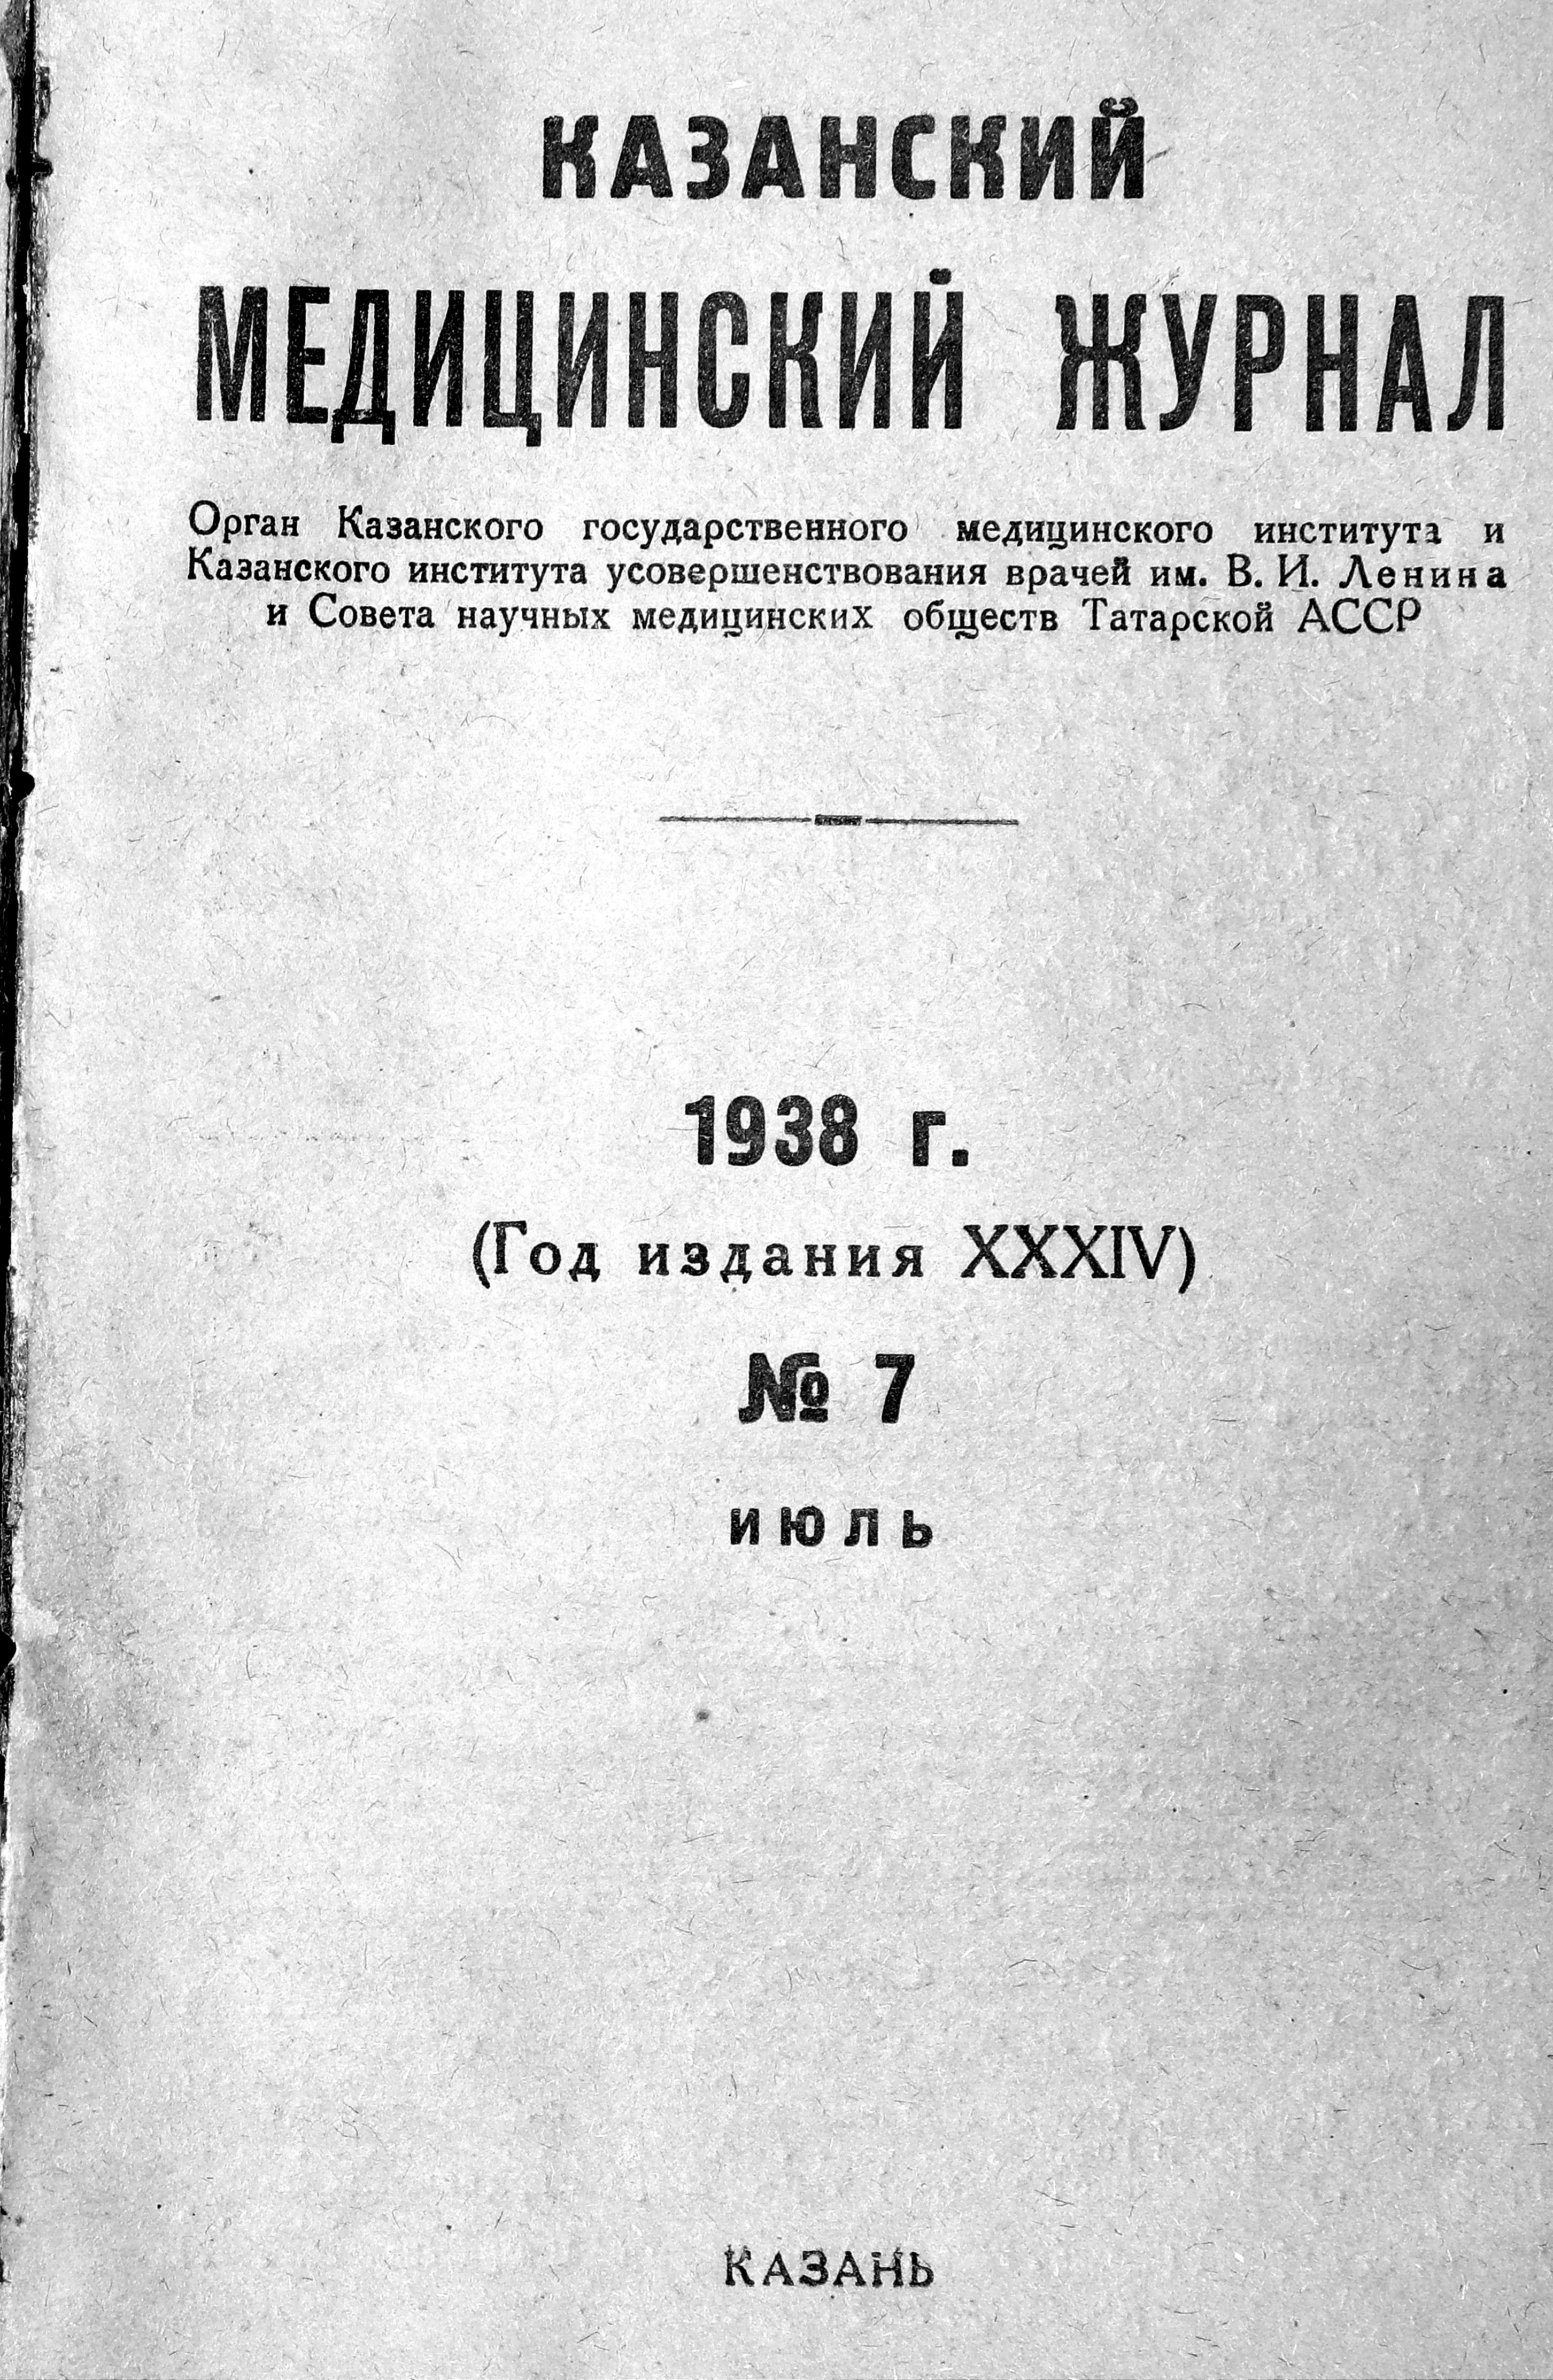 КАЗАНСКИЙ
МЕДИЦИНСКИЙ ЖУРНАЛ
Орган Казанского государственного медицинского института и
Казанского института усовершенствования врачей им. В. И. Ленина
и Совета научных медицинских обществ Татарской АССР
1938 г.
(Год издания XXXIV)
№ 7
июль
КАЗАНЬ